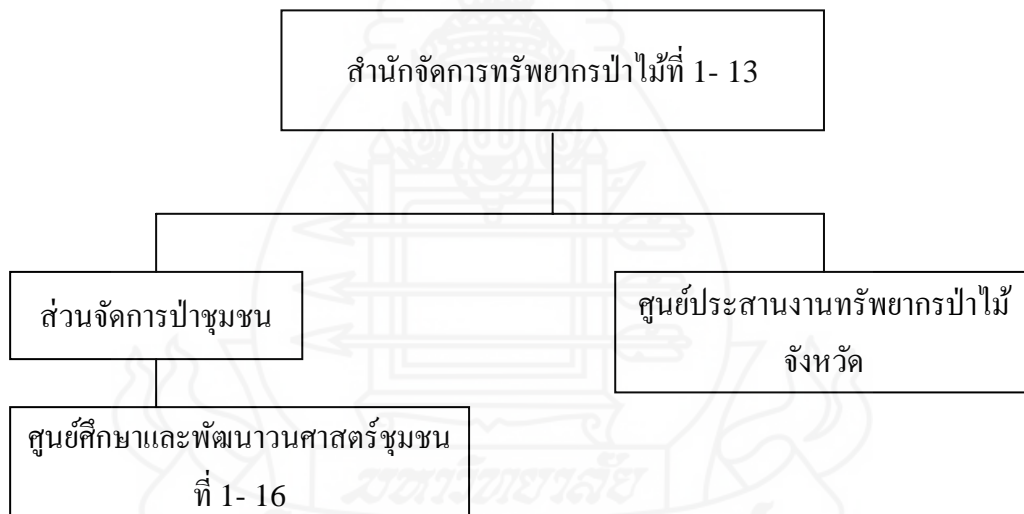 สำนักจัดการทรัพยากรป่าไม้ที่ 1- 13
ส่วนจัดการป่าชุมชน
ศูนย์ประสานงานทรัพยากรป่าไม้
จังหวัด
ศูนย์ศึกษาและพัฒนาวนศาสตร์ชุมชน
ที่ 1- 16